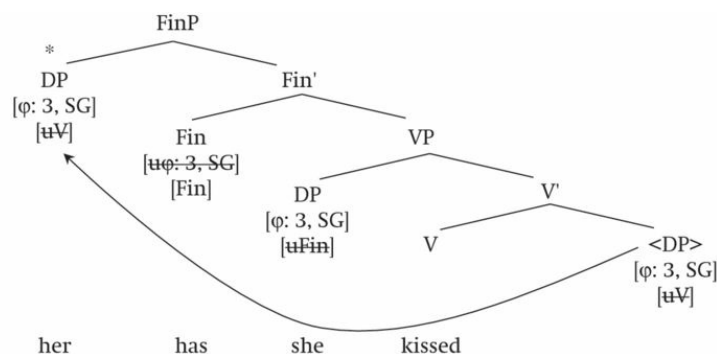 FinP
*
DP Fin'
[φ: 3, SG]
[uV] Fin VP
[uφ: 3, SG]
[Fin] DP V'
[φ: 3, SG]
[uFin] V <DP>
[φ: 3, SG]
[uV]
her has she kissed